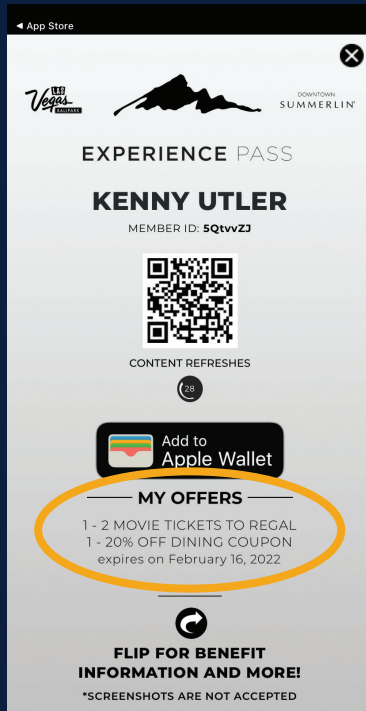 ◀ App Store
LAS
Vegas
BALLPARK
DOWNTOWN
SUMMERLIN®
EXPERIENCE PASS
KENNY UTLER
MEMBER ID: 5QtvvZJ
CONTENT REFRESHES
28
Add to
Apple Wallet
MY OFFERS
1 - 2 MOVIE TICKETS TO REGAL
1 - 20% OFF DINING COUPON
expires on February 16, 2022
FLIP FOR BENEFIT
INFORMATION AND MORE!
*SCREENSHOTS ARE NOT ACCEPTED